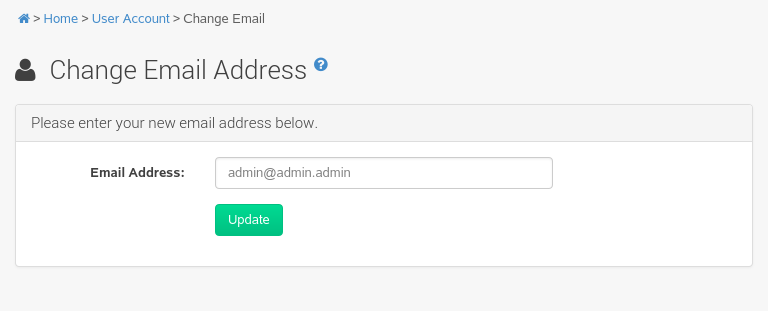 > Home > User Account > Change Email
Change Email Address ?
Please enter your new email address below.
Email Address: admin@admin.admin
Update